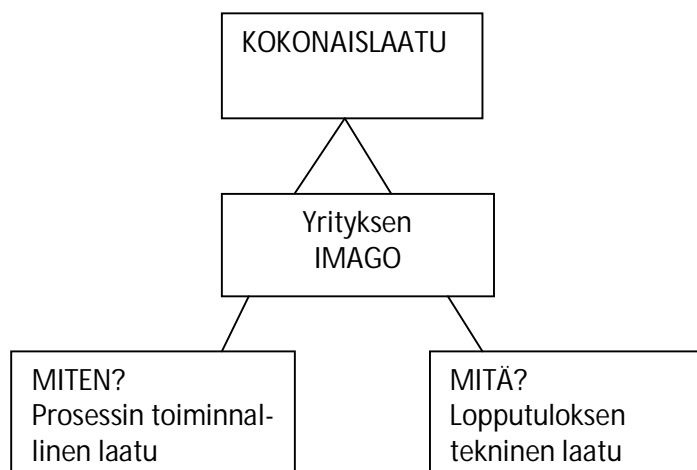 KOKONAISLAATU
Yrityksen
IMAGO
MITEN?
Prosessin toiminnal-
linen laatu
MITÄ?
Lopputuloksen
tekninen laatu